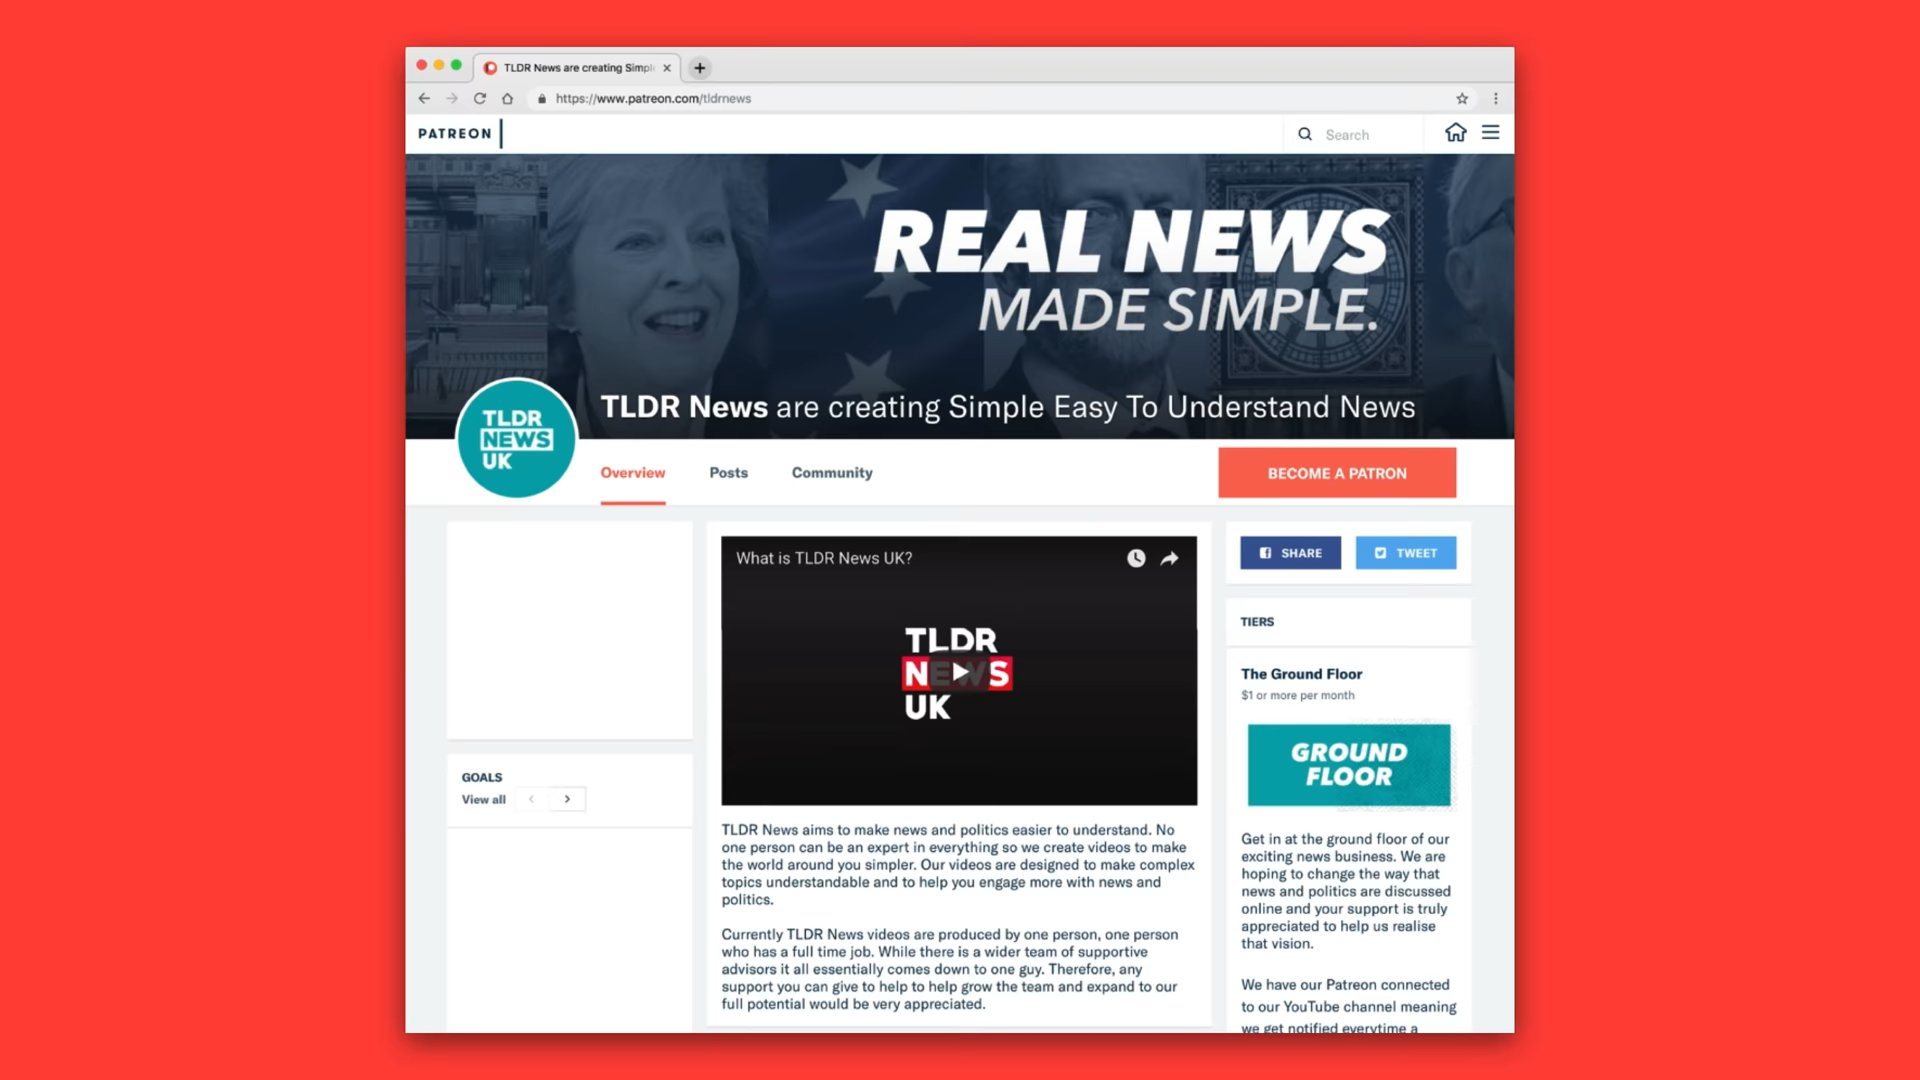 TLDR News are creating Simpl
https://www.patreon.com/tldrnews
PATREON
Search
REAL NEWS
MADE SIMPLE.
TLDR News are creating Simple Easy To Understand News
TLDR
NEWS
UK
Overview
Posts
Community
BECOME A PATRON
GOALS
View all
What is TLDR News UK?
TLDR
NEWS
UK
TLDR News aims to make news and politics easier to understand. No
one person can be an expert in everything so we create videos to make
the world around you simpler. Our videos are designed to make complex
topics understandable and to help you engage more with news and
politics.
Currently TLDR News videos are produced by one person, one person
who has a full time job. While there is a wider team of supportive
advisors it all essentially comes down to one guy. Therefore, any
support you can give to help to help grow the team and expand to our
full potential would be very appreciated.
SHARE
TWEET
TIERS
The Ground Floor
$1 or more per month
GROUND
FLOOR
Get in at the ground floor of our
exciting news business. We are
hoping to change the way that
news and politics are discussed
online and your support is truly
appreciated to help us realise
that vision.
We have our Patreon connected
to our YouTube channel meaning
we get notified everytime a